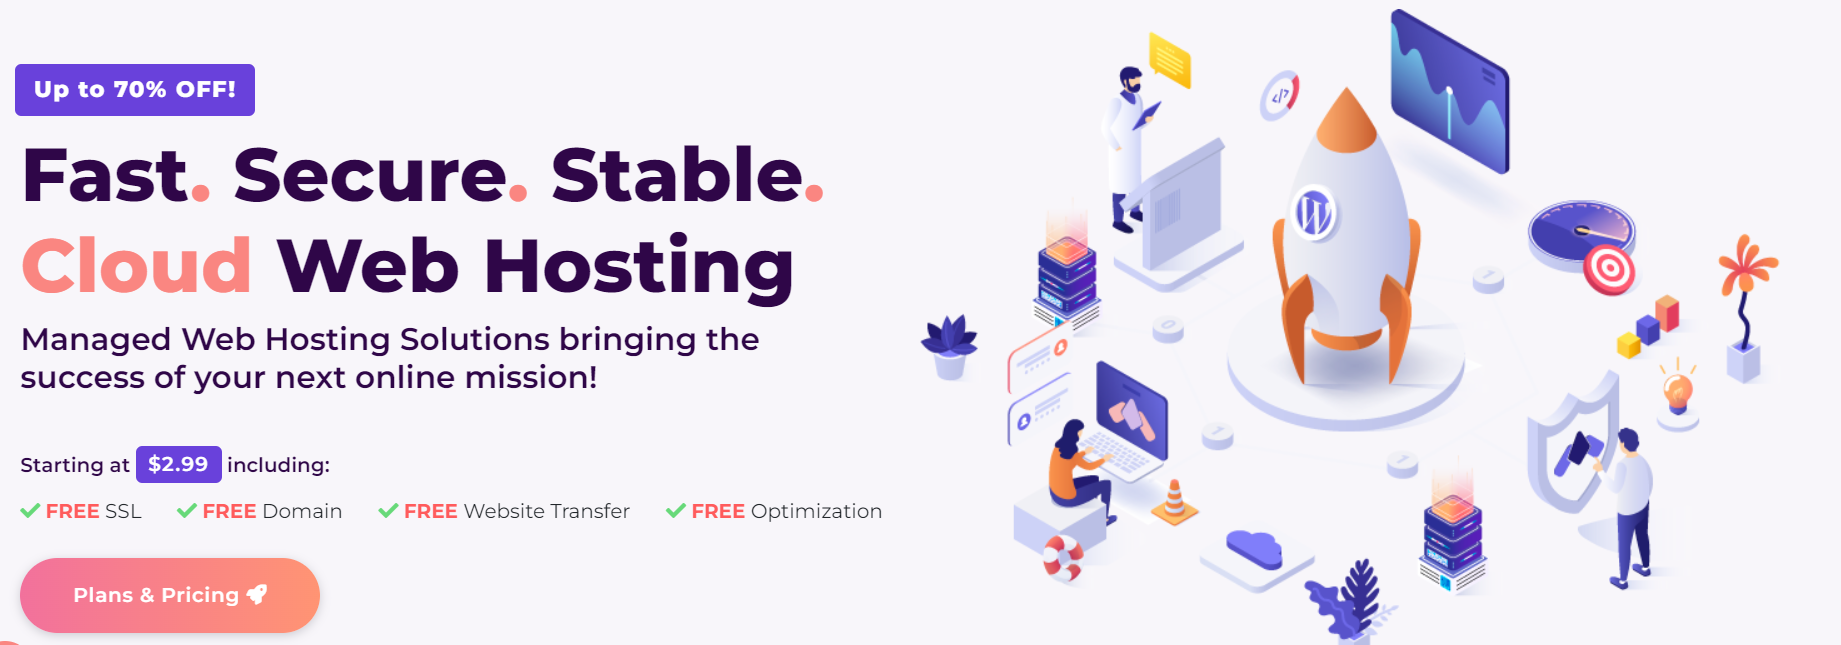 Up to 70% OFF!
Fast. Secure. Stable.
Cloud Web Hosting
Managed Web Hosting Solutions bringing the
success of your next online mission!
Starting at $2.99 including:
FREE SSL FREE Domain FREE Website Transfer FREE Optimization
Plans & Pricing